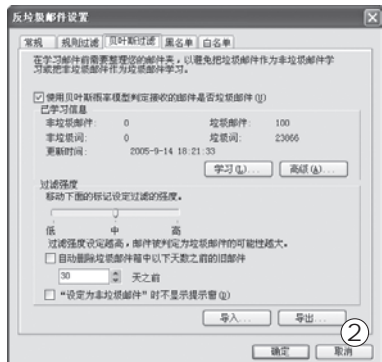 反垃圾邮件设置
常规 规则过滤 贝叶斯过滤 黑名单 白名单
在学习邮件前需要整理您的邮件夹，以避免把垃圾邮件作为非垃圾邮件学
习或把非垃圾邮件作为垃圾邮件学习。
使用贝叶斯概率模型判定接收的邮件是否垃圾邮件(U)
已学习信息
非垃圾邮件： 0 垃圾邮件： 100
非垃圾词： 0 垃圾词： 23066
更新时间： 2005-9-14 18:21:33
学习(L)... 高级(A)...
过滤强度
移动下面的标记设定过滤的强度。
低 中 高
过滤强度设定越高，邮件被判定为垃圾邮件的可能性越大。
自动删除垃圾邮件箱中以下天数之前的旧邮件
30 天之前
“设定为非垃圾邮件”时不显示提示窗(Q)
导入... 导出...
②
确定 取消